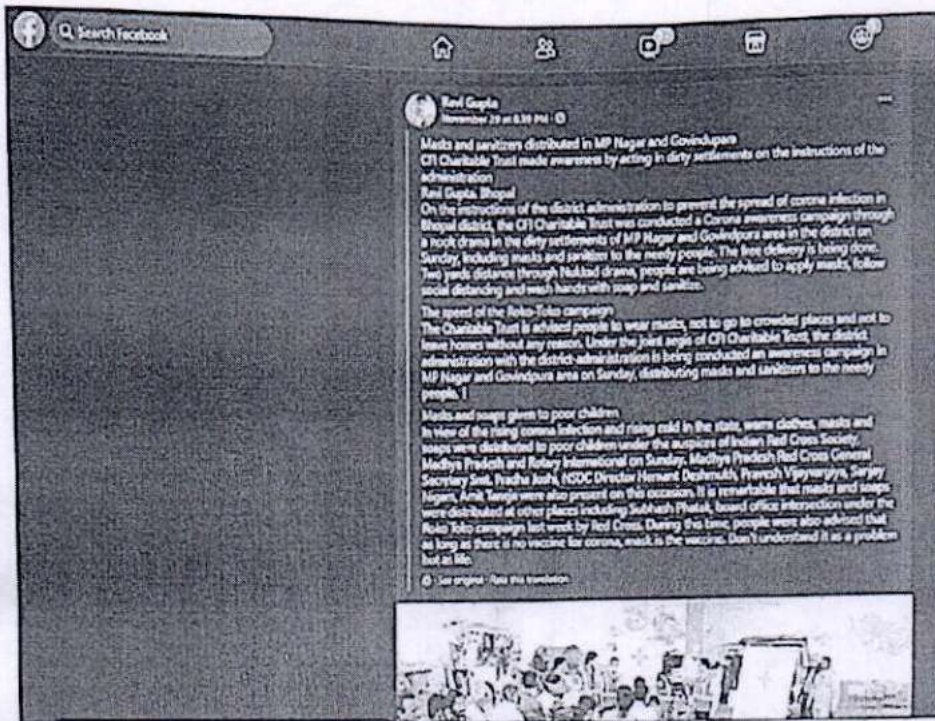 Search Facebook
Ravi Gupta
November 29 at 8:39 PM
Masks and sanitizers distributed in MP Nagar and Govindpura
CFI Charitable Trust made awareness by acting in dirty settlements on the instructions of the
administration
Ravi Gupta. Bhopal
On the instructions of the district administration to prevent the spread of corona infection in
Bhopal district, the CFI Charitable Trust was conducted a Corona awareness campaign through
a nook drama in the dirty settlements of MP Nagar and Govindpura area in the district on
Sunday, including masks and sanitizer to the needy people. The free delivery is being done.
Two yards distance through Nukkad drama, people are being advised to apply masks, follow
social distancing and wash hands with soap and sanitize.
The speed of the Roko-Toko campaign
The Charitable Trust is advised people to wear masks, not to go to crowded places and not to
leave homes without any reason. Under the joint aegis of CFI Charitable Trust, the district
administration with the district-administration is being conducted an awareness campaign in
MP Nagar and Govindpura area on Sunday, distributing masks and sanitizers to the needy
people. |
Masks and soaps given to poor children
In view of the rising corona infection and rising cold in the state, warm clothes, masks and
soaps were distributed to poor children under the auspices of Indian Red Cross Society,
Madhya Pradesh and Rotary International on Sunday. Madhya Pradesh Red Cross General
Secretary Smt. Joshi, NSDC Director Hemant Deshmukh, Vijayvargiya, Sanjay
Nigam, Amit Taneja were also present on this occasion. It is remarkable that masks and soaps
were distributed at other places including Subhash Phatak, board office intersection under the
Roko Toko campaign last week by Red Cross. During this time, people were also advised that
as long as there is no vaccine for corona, mask is the vaccine. Don't understand it as a problem
but as life.
See original · Rate this translation